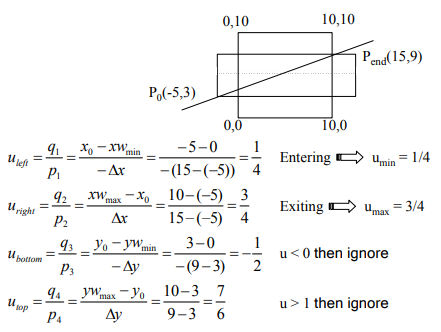 0,10 10,10
P_end(15,9)
P_0(-5,3)
0,0 10,0
u_left = q_1/p_1 = (x_0 − xw_min)/(−Δx) = (−5−0)/(−(15−(−5))) = 1/4 Entering ⇨ u_min = 1/4
u_right = q_2/p_2 = (xw_max − x_0)/Δx = (10−(−5))/(15−(−5)) = 3/4 Exiting ⇨ u_max = 3/4
u_bottom = q_3/p_3 = (y_0 − yw_min)/(−Δy) = (3−0)/(−(9−3)) = −1/2 u < 0 then ignore
u_top = q_4/p_4 = (yw_max − y_0)/Δy = (10−3)/(9−3) = 7/6 u > 1 then ignore